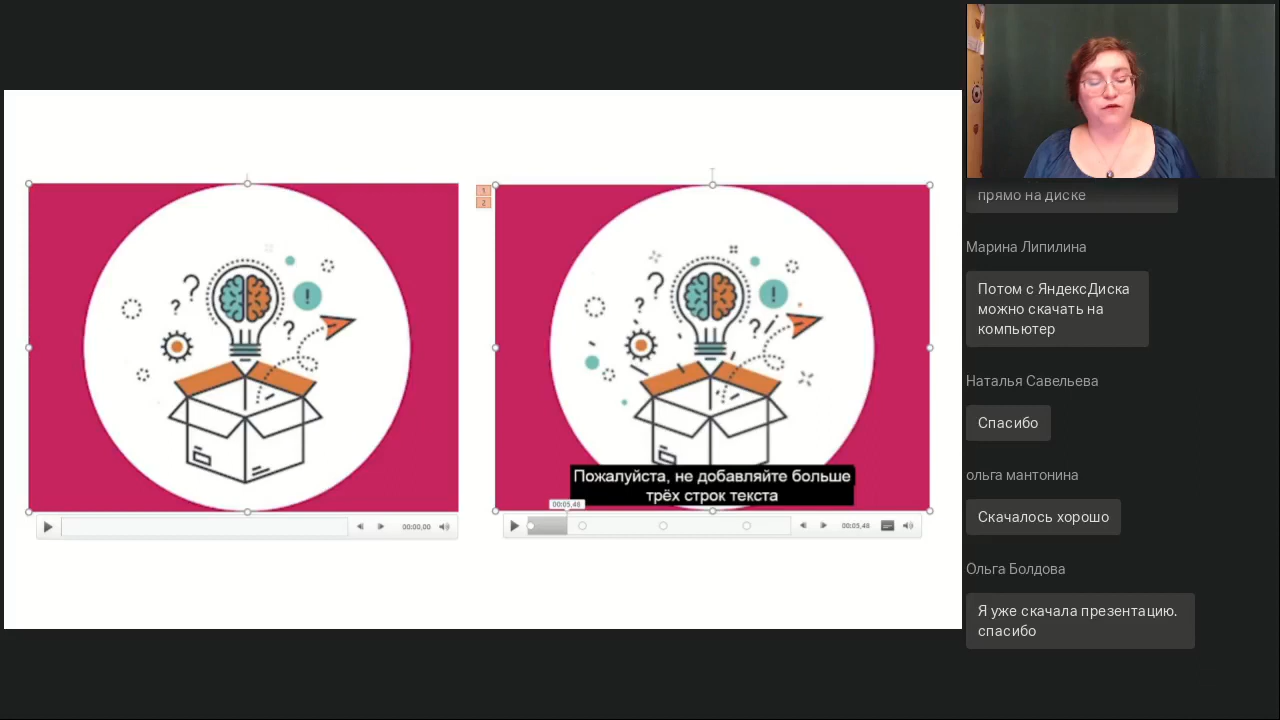 1
2
Пожалуйста, не добавляйте больше
трёх строк текста
00:05,48
00:00,00
00:05,48
прямо на диске
Марина Липилина
Потом с ЯндексДиска
можно скачать на
компьютер
Наталья Савельева
Спасибо
ольга мантонина
Скачалось хорошо
Ольга Болдова
Я уже скачала презентацию.
спасибо